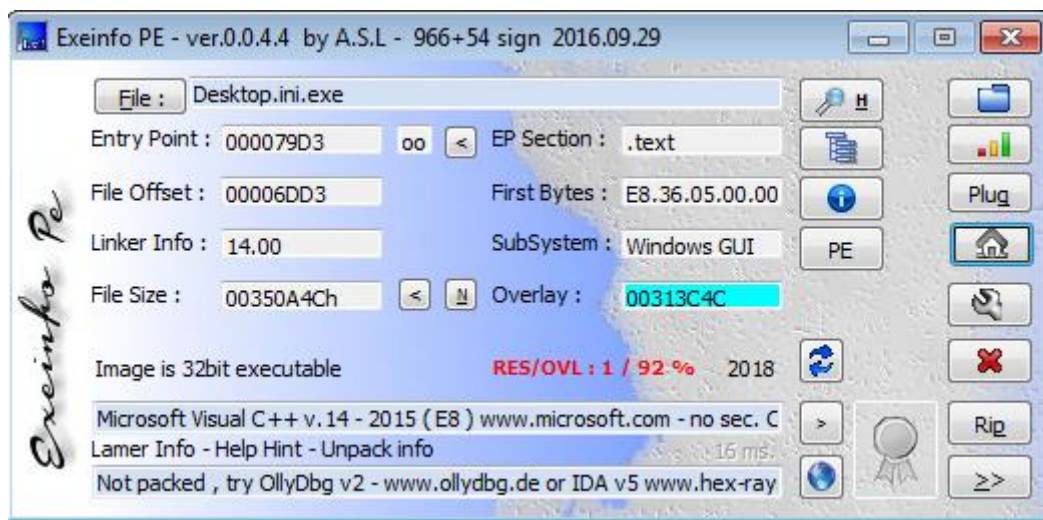 Exeinfo PE - ver.0.0.4.4 by A.S.L - 966+54 sign 2016.09.29
File : Desktop.ini.exe H
Entry Point : 000079D3 oo < EP Section : .text
File Offset : 00006DD3 First Bytes : E8.36.05.00.00 Plug
Linker Info : 14.00 SubSystem : Windows GUI PE
File Size : 00350A4Ch < N Overlay : 00313C4C
Image is 32bit executable RES/OVL : 1 / 92 % 2018
Microsoft Visual C++ v.14 - 2015 ( E8 ) www.microsoft.com - no sec. C > Rip
Lamer Info - Help Hint - Unpack info 16 ms.
Not packed , try OllyDbg v2 - www.ollydbg.de or IDA v5 www.hex-ray >>
Exeinfo Pe